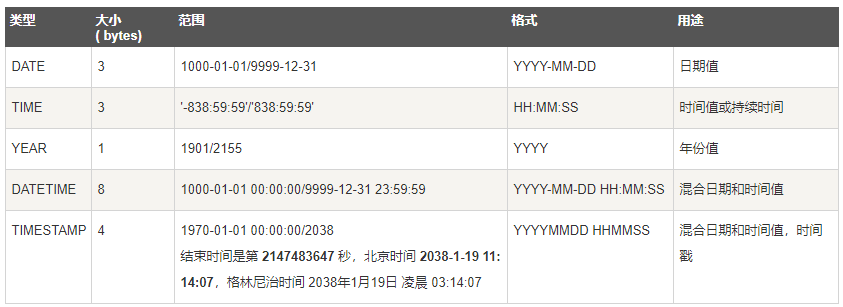 类型 大小 范围 格式 用途
( bytes)
DATE 3 1000-01-01/9999-12-31 YYYY-MM-DD 日期值
TIME 3 '-838:59:59'/'838:59:59' HH:MM:SS 时间值或持续时间
YEAR 1 1901/2155 YYYY 年份值
DATETIME 8 1000-01-01 00:00:00/9999-12-31 23:59:59 YYYY-MM-DD HH:MM:SS 混合日期和时间值
TIMESTAMP 4 1970-01-01 00:00:00/2038 YYYYMMDD HHMMSS 混合日期和时间值，时间
结束时间是第 2147483647 秒，北京时间 2038-1-19 11: 戳
14:07，格林尼治时间 2038年1月19日 凌晨 03:14:07